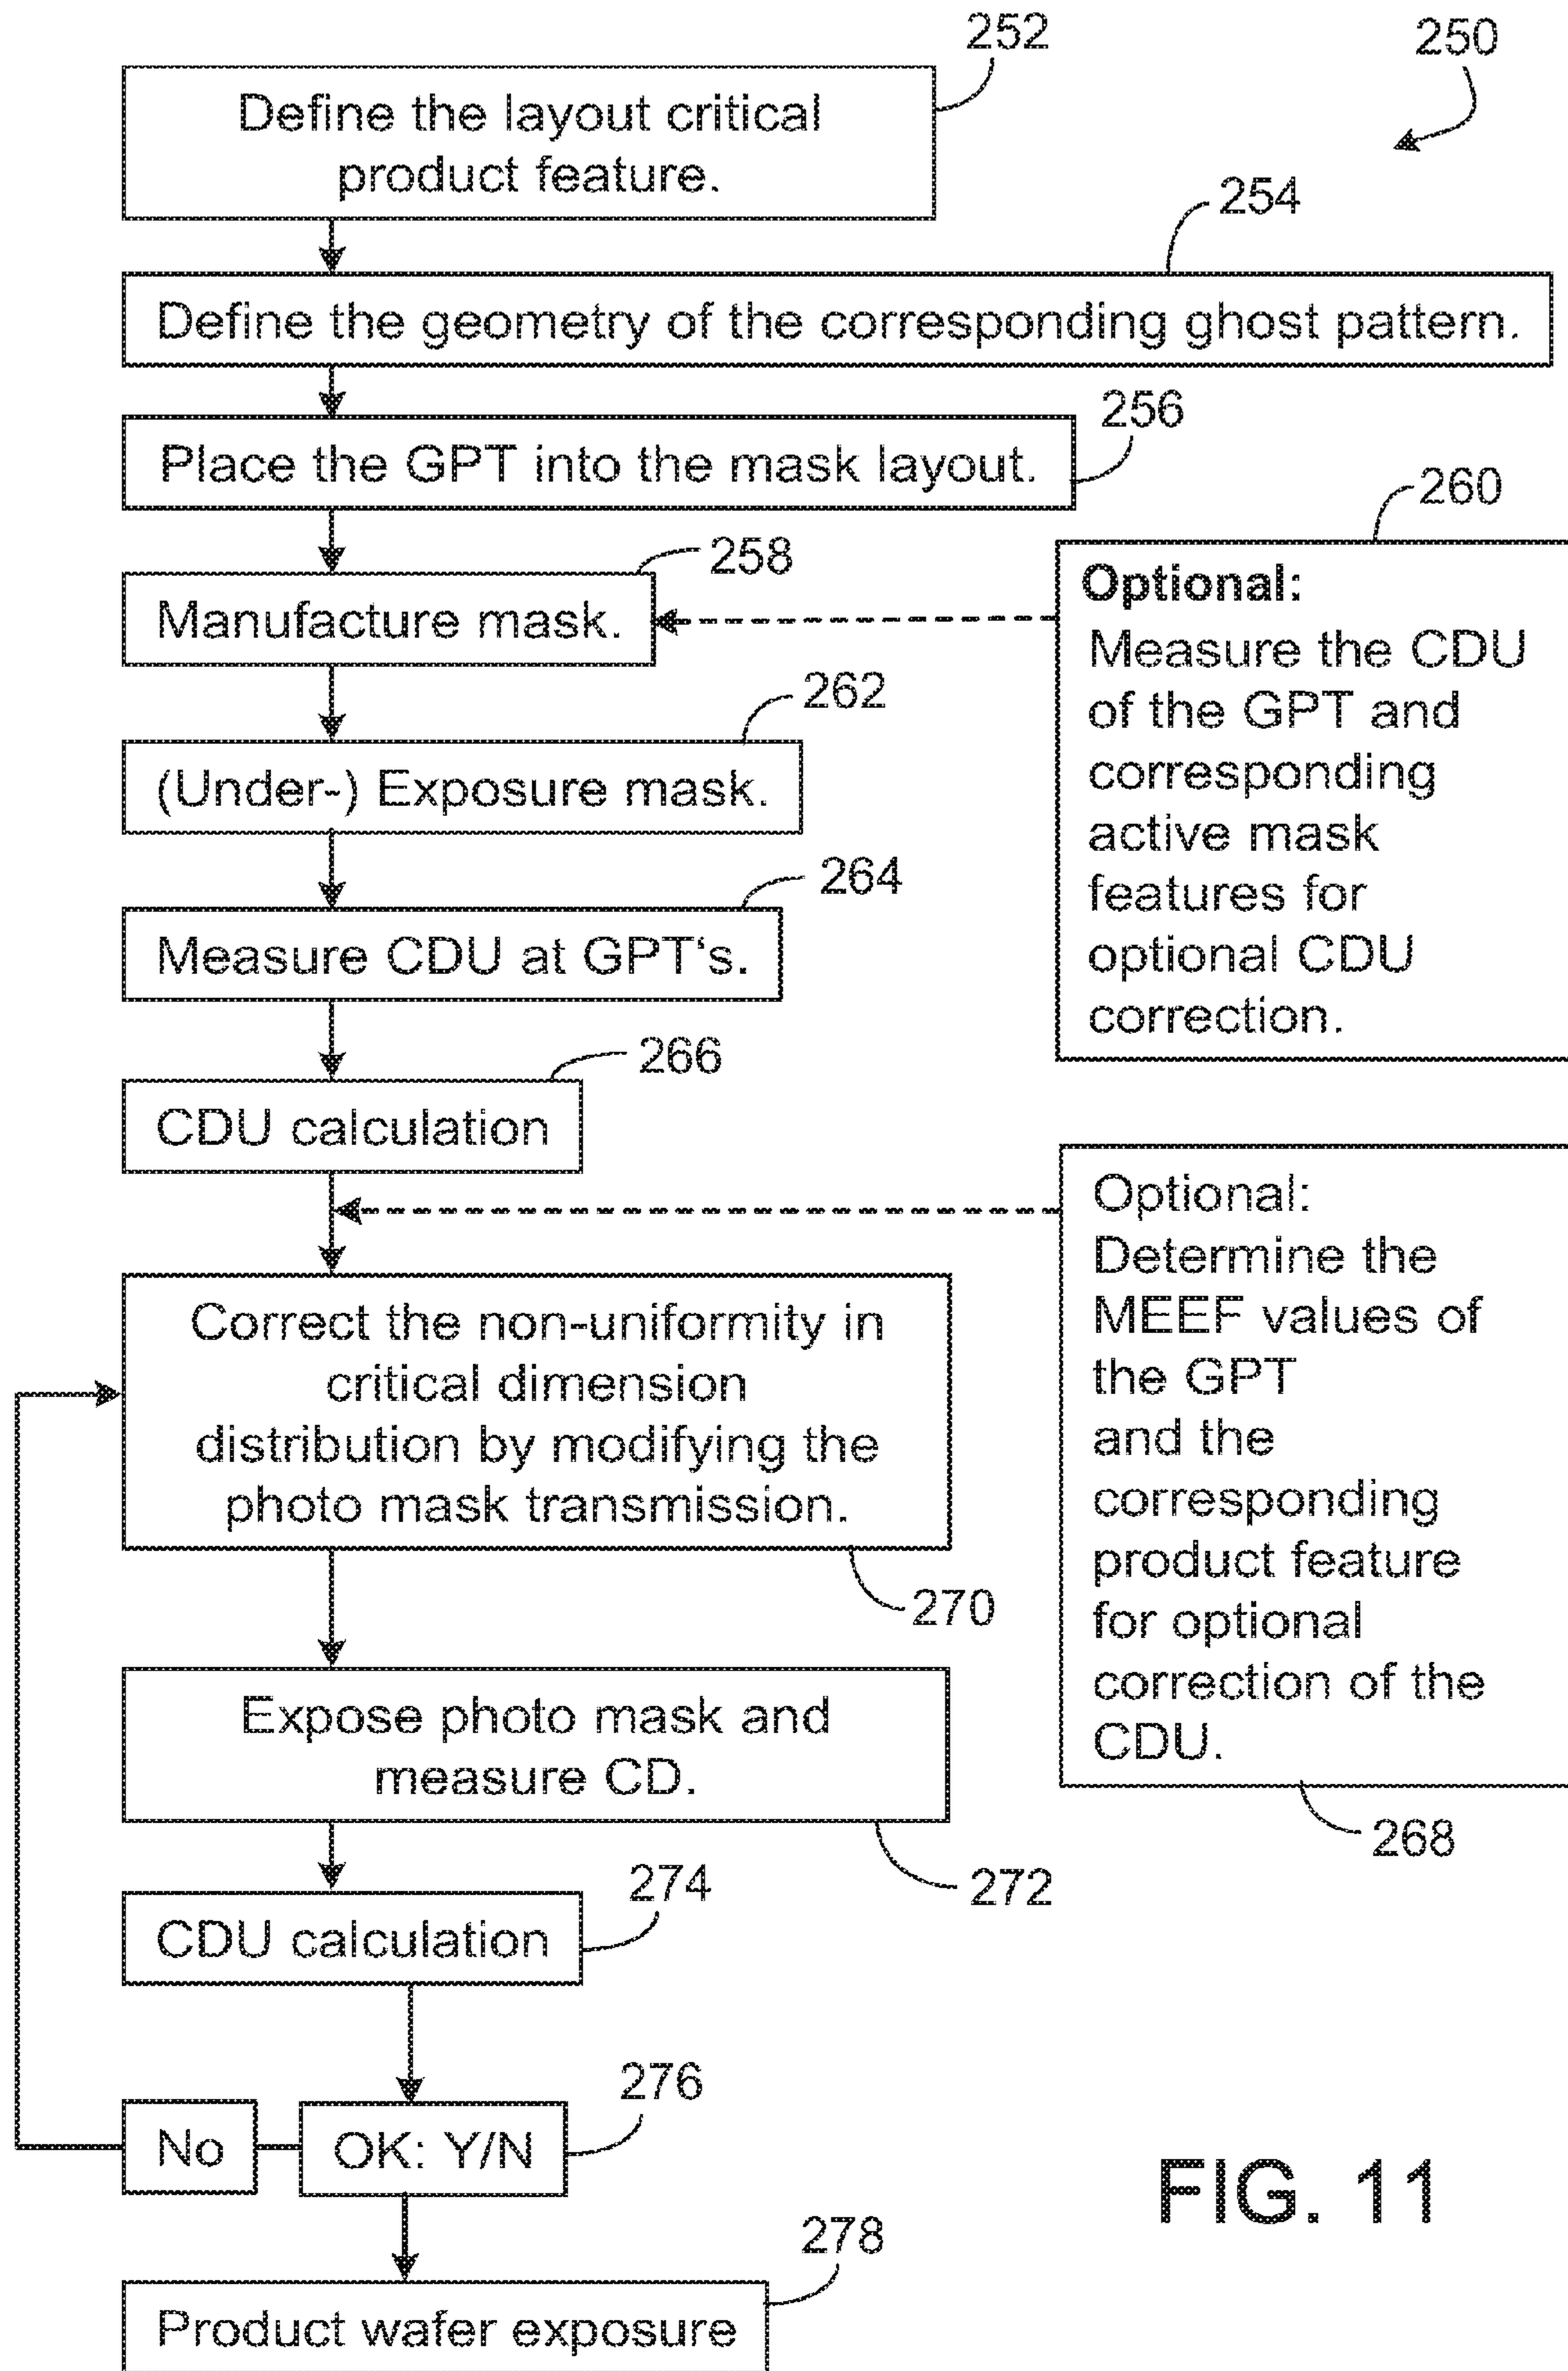 252
250
Define the layout critical
product feature.
254
Define the geometry of the corresponding ghost pattern.
256
Place the GPT into the mask layout.
260
258
Manufacture mask.
Optional:
Measure the CDU
of the GPT and
corresponding
active mask
features for
optional CDU
correction.
262
(Under-) Exposure mask.
264
Measure CDU at GPT‘s.
266
CDU calculation
Optional:
Determine the
MEEF values of
the GPT
and the
corresponding
product feature
for optional
correction of the
CDU.
268
Correct the non-uniformity in
critical dimension
distribution by modifying the
photo mask transmission.
270
Expose photo mask and
measure CD.
272
274
CDU calculation
276
No
OK: Y/N
278
Product wafer exposure
FIG. 11